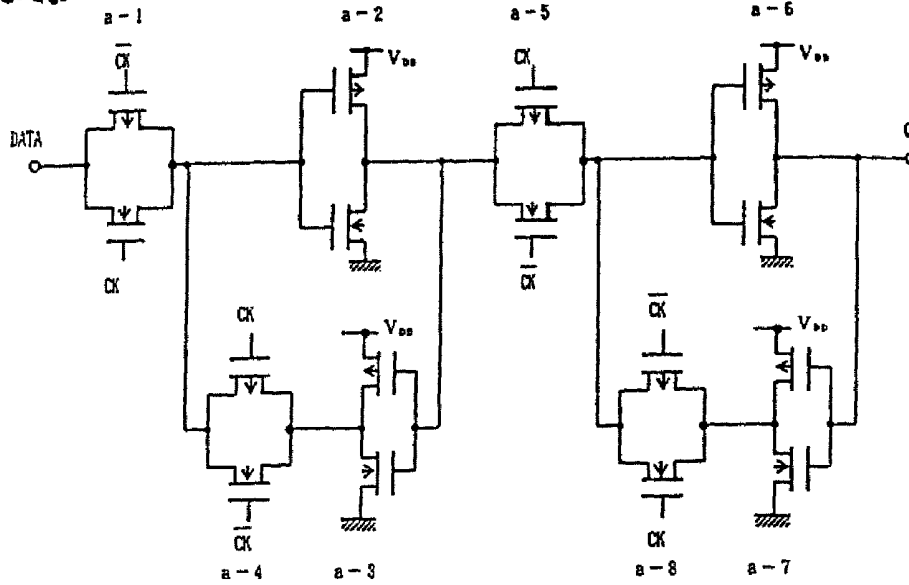 a-1 a-2 a-5 a-6
CK̅ V_DD CK V_DD
DATA
CK CK̅
CK V_DD CK̅ V_DD
CK̅ CK
a-4 a-3 a-8 a-7